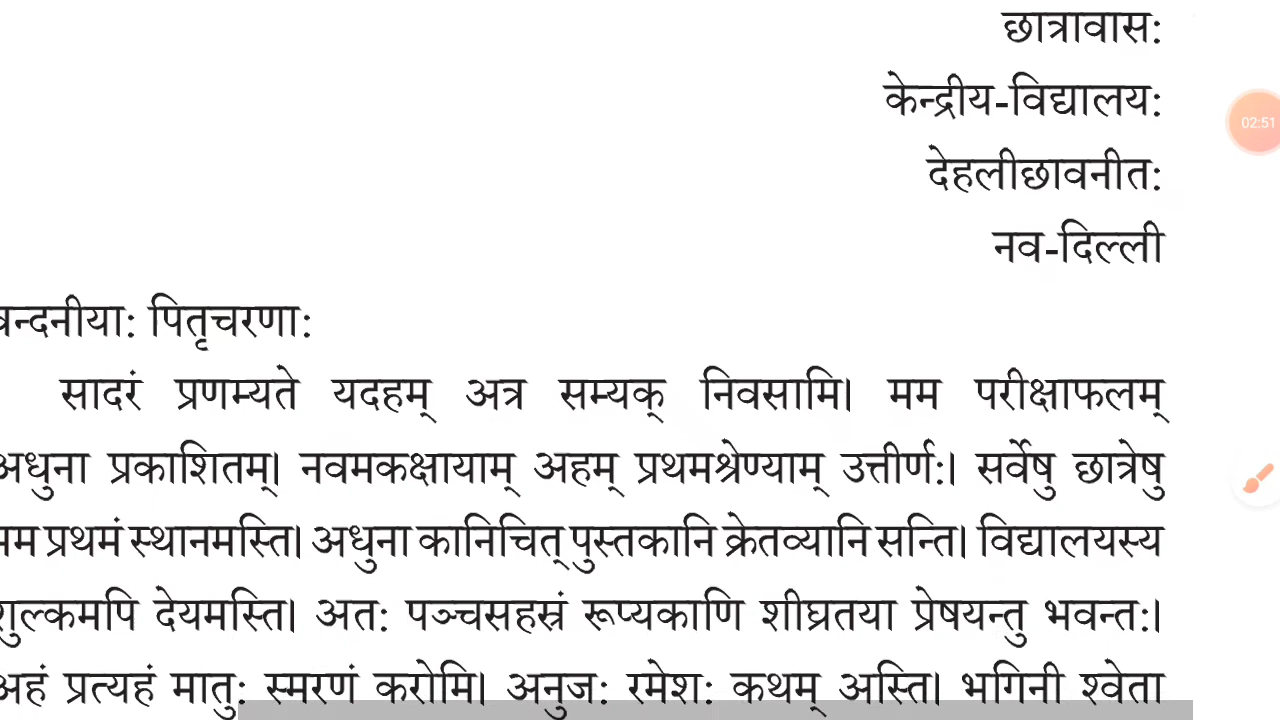 छात्रावास:
केन्द्रीय-विद्यालय:
देहलीछावनीत:
नव-दिल्ली
02:51
वन्दनीया: पितृचरणा:
सादरं प्रणम्यते यदहम् अत्र सम्यक् निवसामि। मम परीक्षाफलम्
अधुना प्रकाशितम्। नवमकक्षायाम् अहम् प्रथमश्रेण्याम् उत्तीर्ण:। सर्वेषु छात्रेषु
मम प्रथमं स्थानमस्ति। अधुना कानिचित् पुस्तकानि क्रेतव्यानि सन्ति। विद्यालयस्य
शुल्कमपि देयमस्ति। अत: पञ्चसहस्रं रूप्यकाणि शीघ्रतया प्रेषयन्तु भवन्त:।
अहं प्रत्यहं मातु: स्मरणं करोमि। अनुज: रमेश: कथम् अस्ति। भगिनी श्वेता